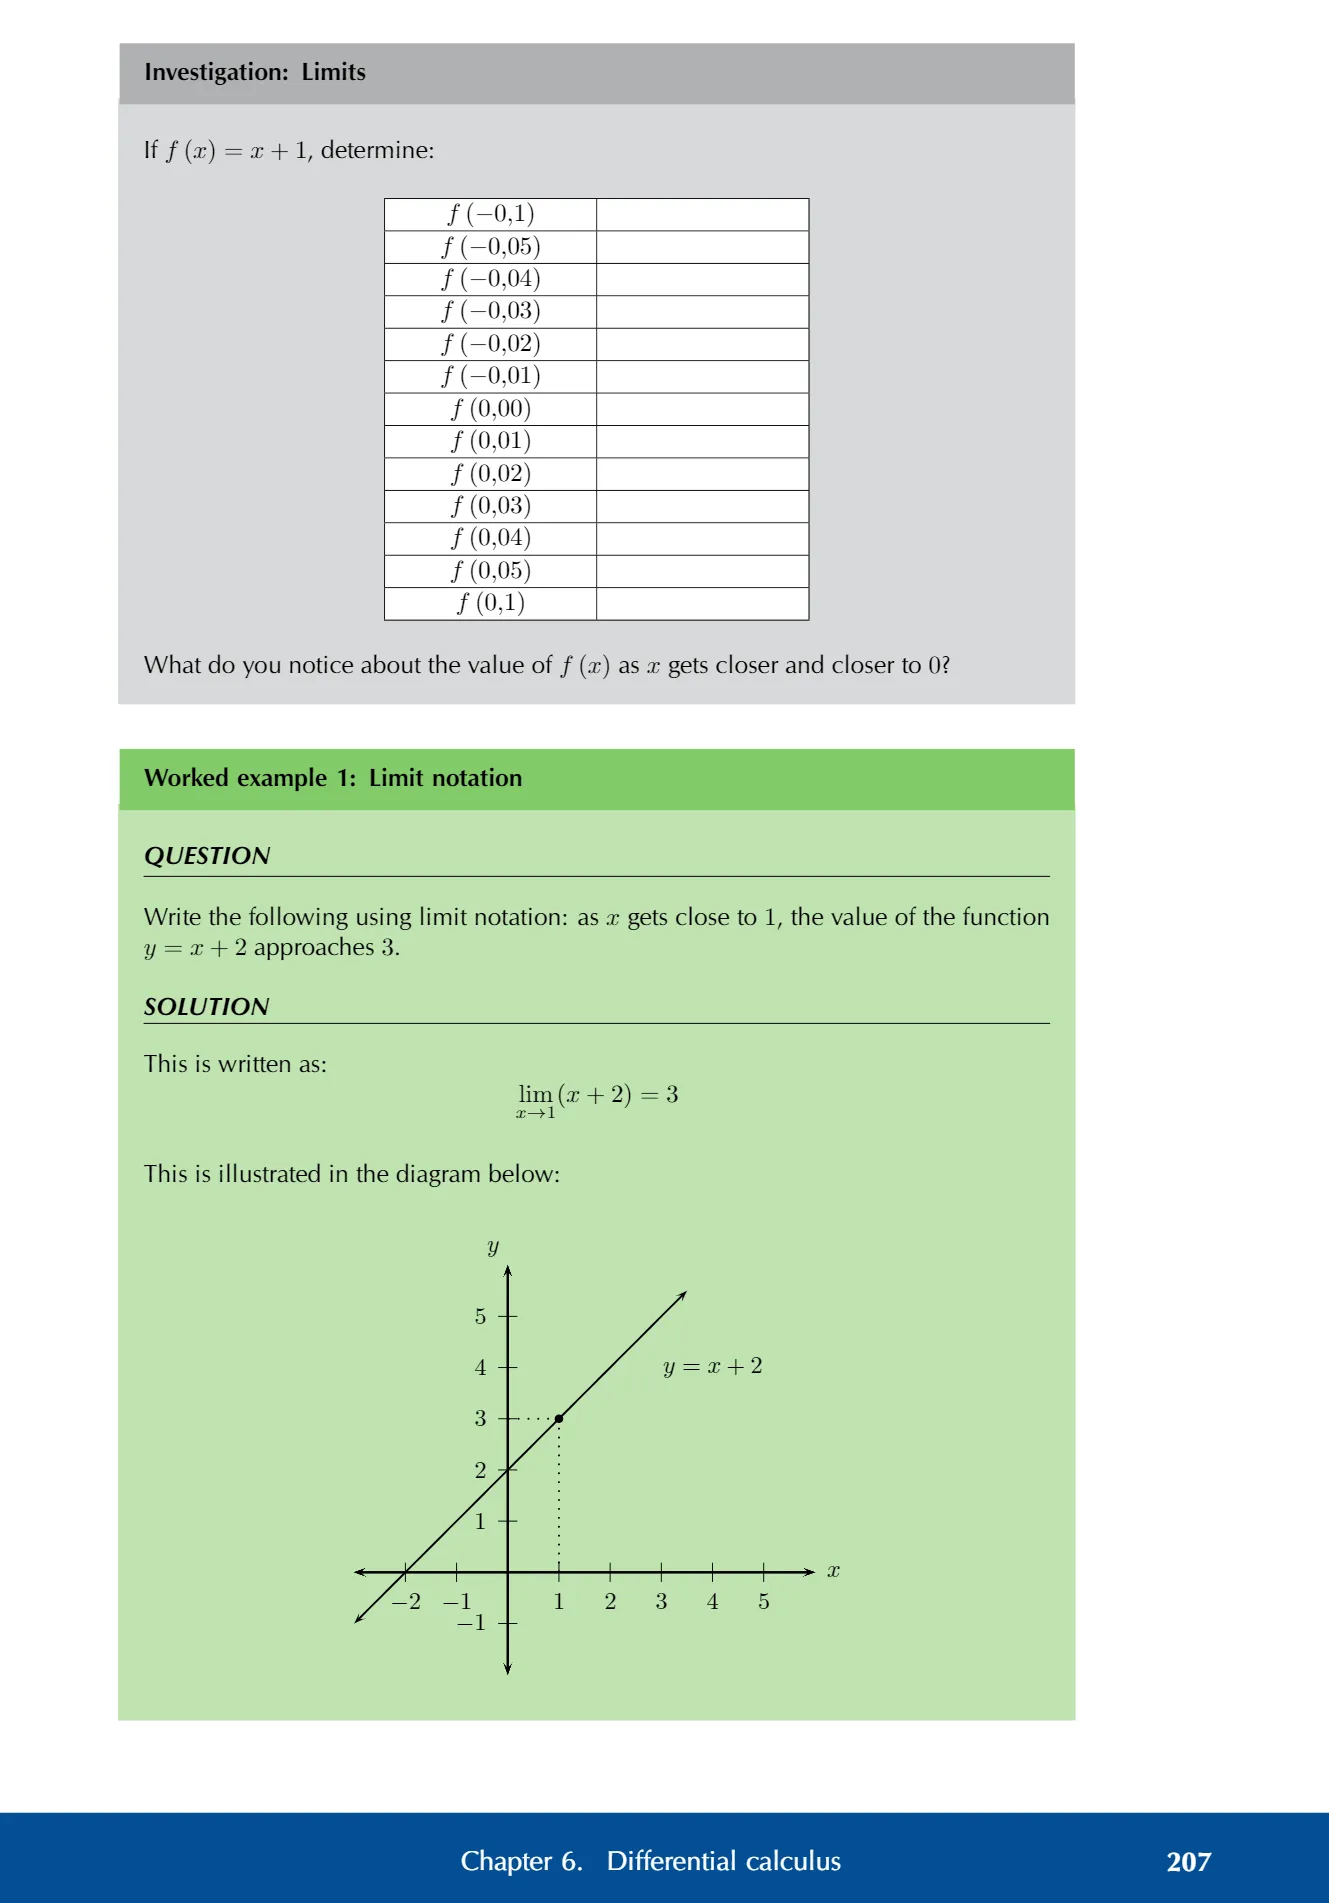 Investigation: Limits
If f (x) = x + 1, determine:
f (−0,1)
f (−0,05)
f (−0,04)
f (−0,03)
f (−0,02)
f (−0,01)
f (0,00)
f (0,01)
f (0,02)
f (0,03)
f (0,04)
f (0,05)
f (0,1)
What do you notice about the value of f (x) as x gets closer and closer to 0?
Worked example 1: Limit notation
QUESTION
Write the following using limit notation: as x gets close to 1, the value of the function
y = x + 2 approaches 3.
SOLUTION
This is written as:
lim (x + 2) = 3
x→1
This is illustrated in the diagram below:
y
5
4
y = x + 2
3
2
1
x
−2 −1 1 2 3 4 5
−1
Chapter 6. Differential calculus 207